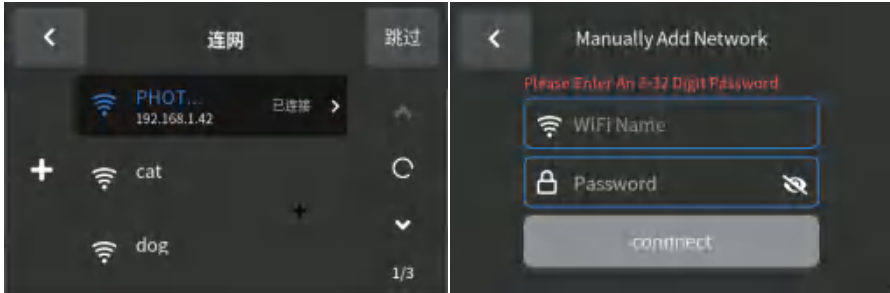 连网
跳过
PHOT...
192.168.1.42
已连接
cat
dog
1/3
Manually Add Network
Please Enter An 8-32 Digit Password
WiFi Name
Password
connnect